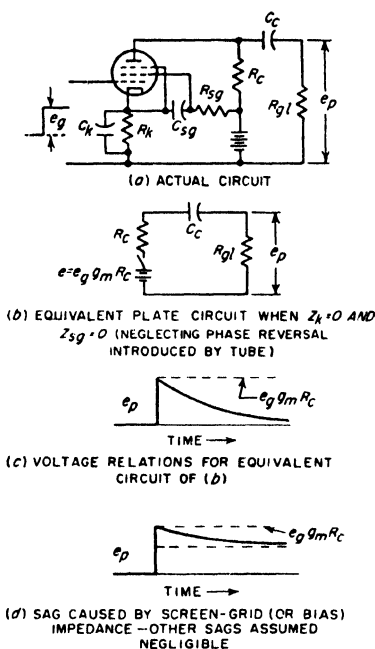 Cc
Rc
Rsg
Rgl
ep
eg
Ck
Rk
Csg
(a) ACTUAL CIRCUIT
Rc
Cc
Rgl
ep
e=eg gm Rc
(b) EQUIVALENT PLATE CIRCUIT WHEN Zk=0 AND
Zsg=0 (NEGLECTING PHASE REVERSAL
INTRODUCED BY TUBE)
ep
eg gm Rc
TIME
(c) VOLTAGE RELATIONS FOR EQUIVALENT
CIRCUIT OF (b)
eg gm Rc
ep
TIME
(d) SAG CAUSED BY SCREEN-GRID (OR BIAS)
IMPEDANCE—OTHER SAGS ASSUMED
NEGLIGIBLE